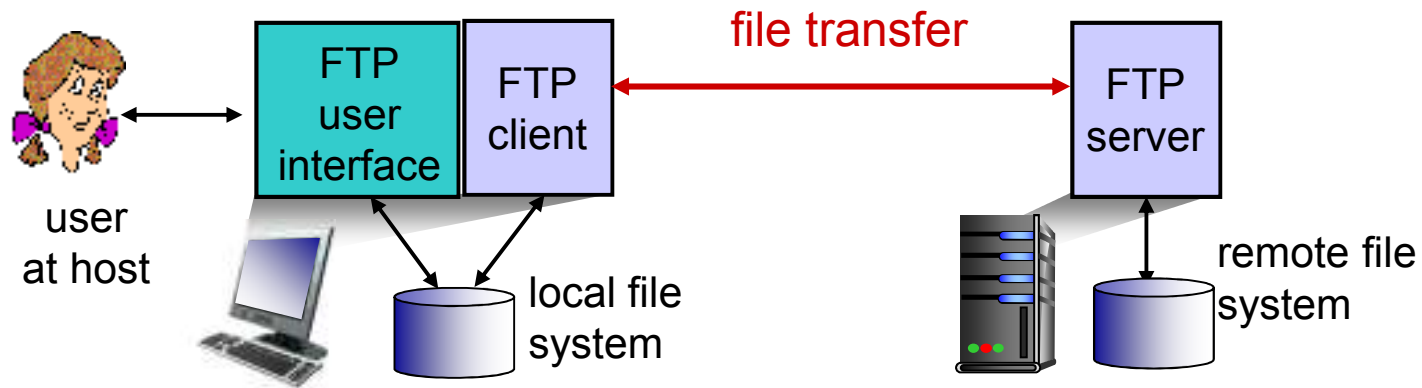 file transfer
FTP
user
interface
FTP
client
FTP
server
user
at host
local file
system
remote file
system